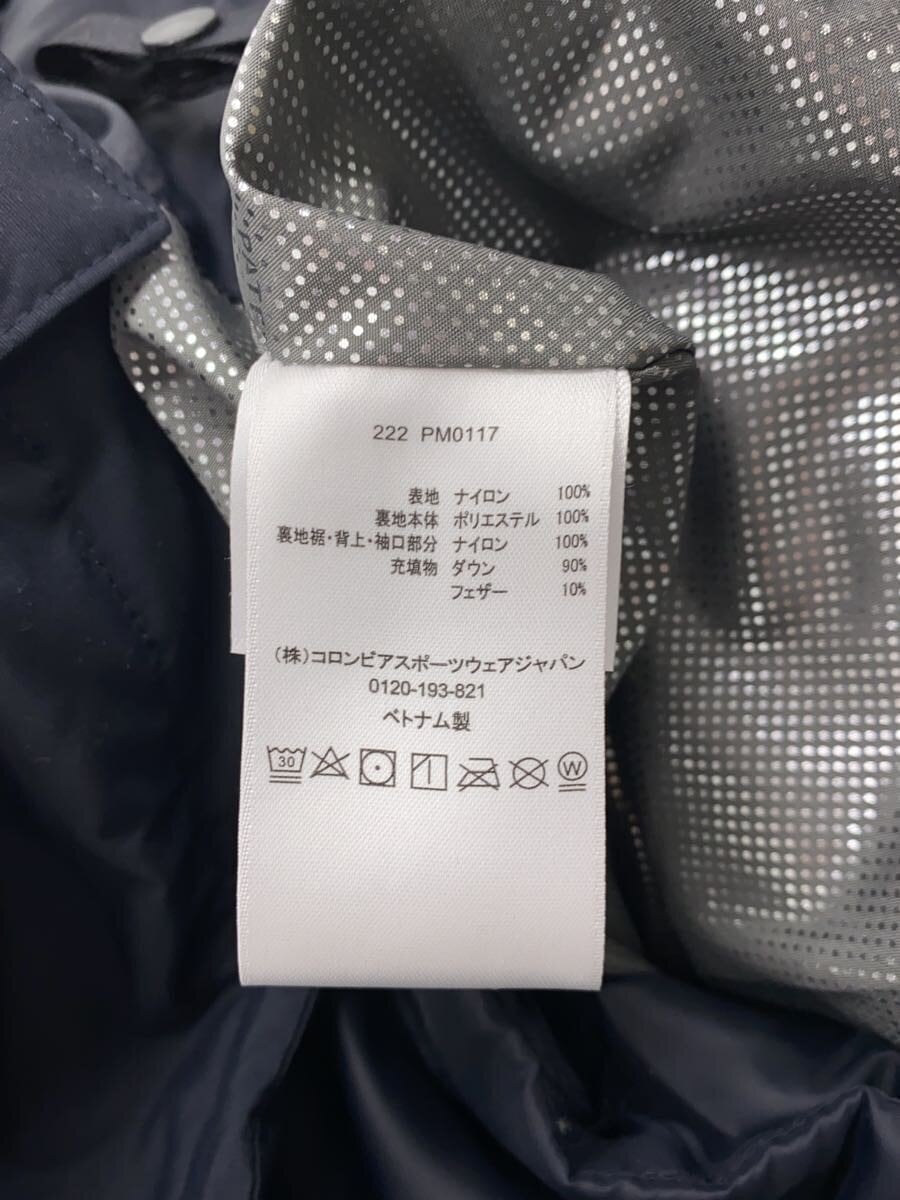 222 PM0117
表地 ナイロン 100%
裏地本体 ポリエステル 100%
裏地裾・背上・袖口部分 ナイロン 100%
充填物 ダウン 90%
フェザー 10%
(株)コロンビアスポーツウェアジャパン
0120-193-821
ベトナム製
30
W